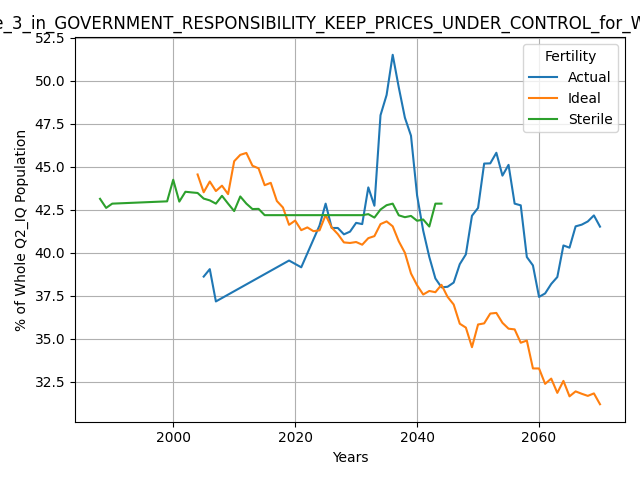 e_3_in_GOVERNMENT_RESPONSIBILITY_KEEP_PRICES_UNDER_CONTROL_for_W
52.5
50.0
47.5
45.0
42.5
40.0
37.5
35.0
32.5
% of Whole Q2_IQ Population
Fertility
Actual
Ideal
Sterile
2000 2020 2040 2060
Years